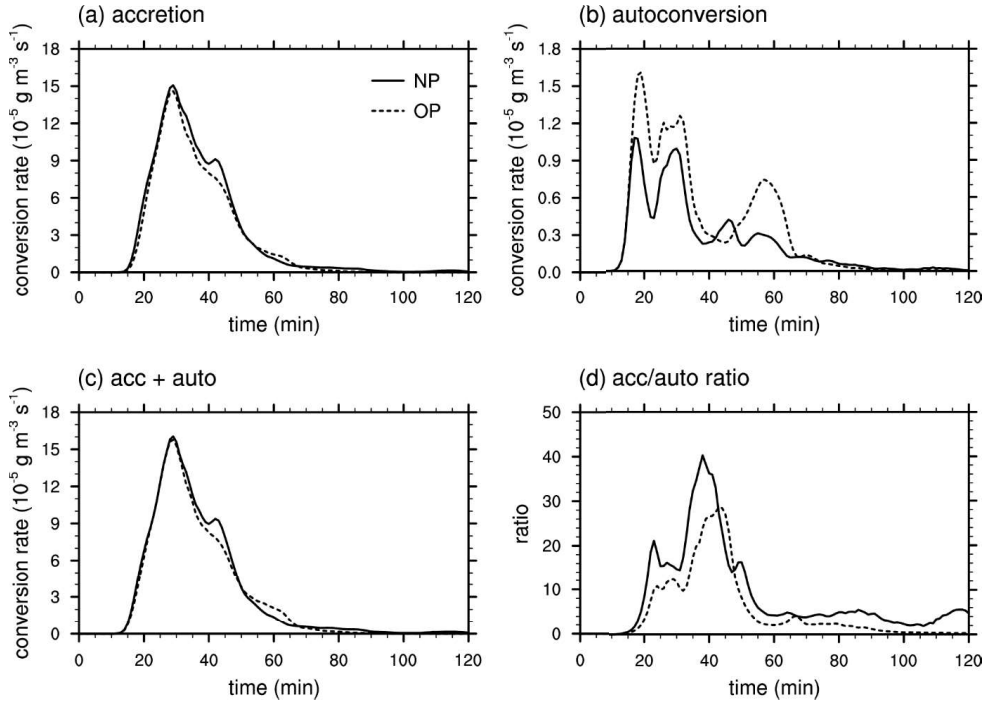 (a) accretion
conversion rate (10⁻⁵ g m⁻³ s⁻¹)
18
15
12
9
6
3
0
NP
OP
0 20 40 60 80 100 120
time (min)
(b) autoconversion
conversion rate (10⁻⁵ g m⁻³ s⁻¹)
1.8
1.5
1.2
0.9
0.6
0.3
0.0
0 20 40 60 80 100 120
time (min)
(c) acc + auto
conversion rate (10⁻⁵ g m⁻³ s⁻¹)
18
15
12
9
6
3
0
0 20 40 60 80 100 120
time (min)
(d) acc/auto ratio
ratio
50
40
30
20
10
0
0 20 40 60 80 100 120
time (min)